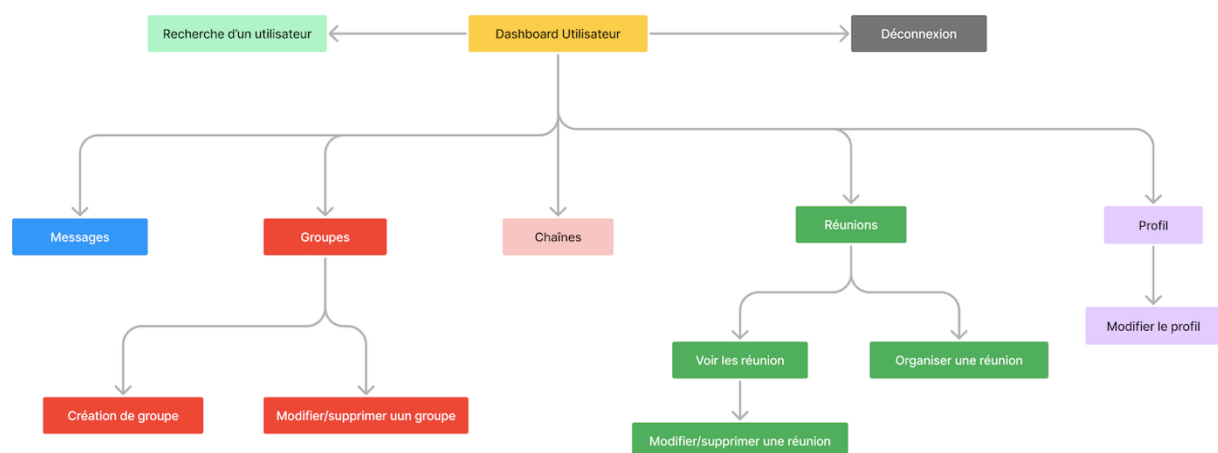 Recherche d'un utilisateur
Dashboard Utilisateur
Déconnexion
Messages
Groupes
Chaînes
Réunions
Profil
Modifier le profil
Voir les réunion
Organiser une réunion
Création de groupe
Modifier/supprimer uun groupe
Modifier/supprimer une réunion